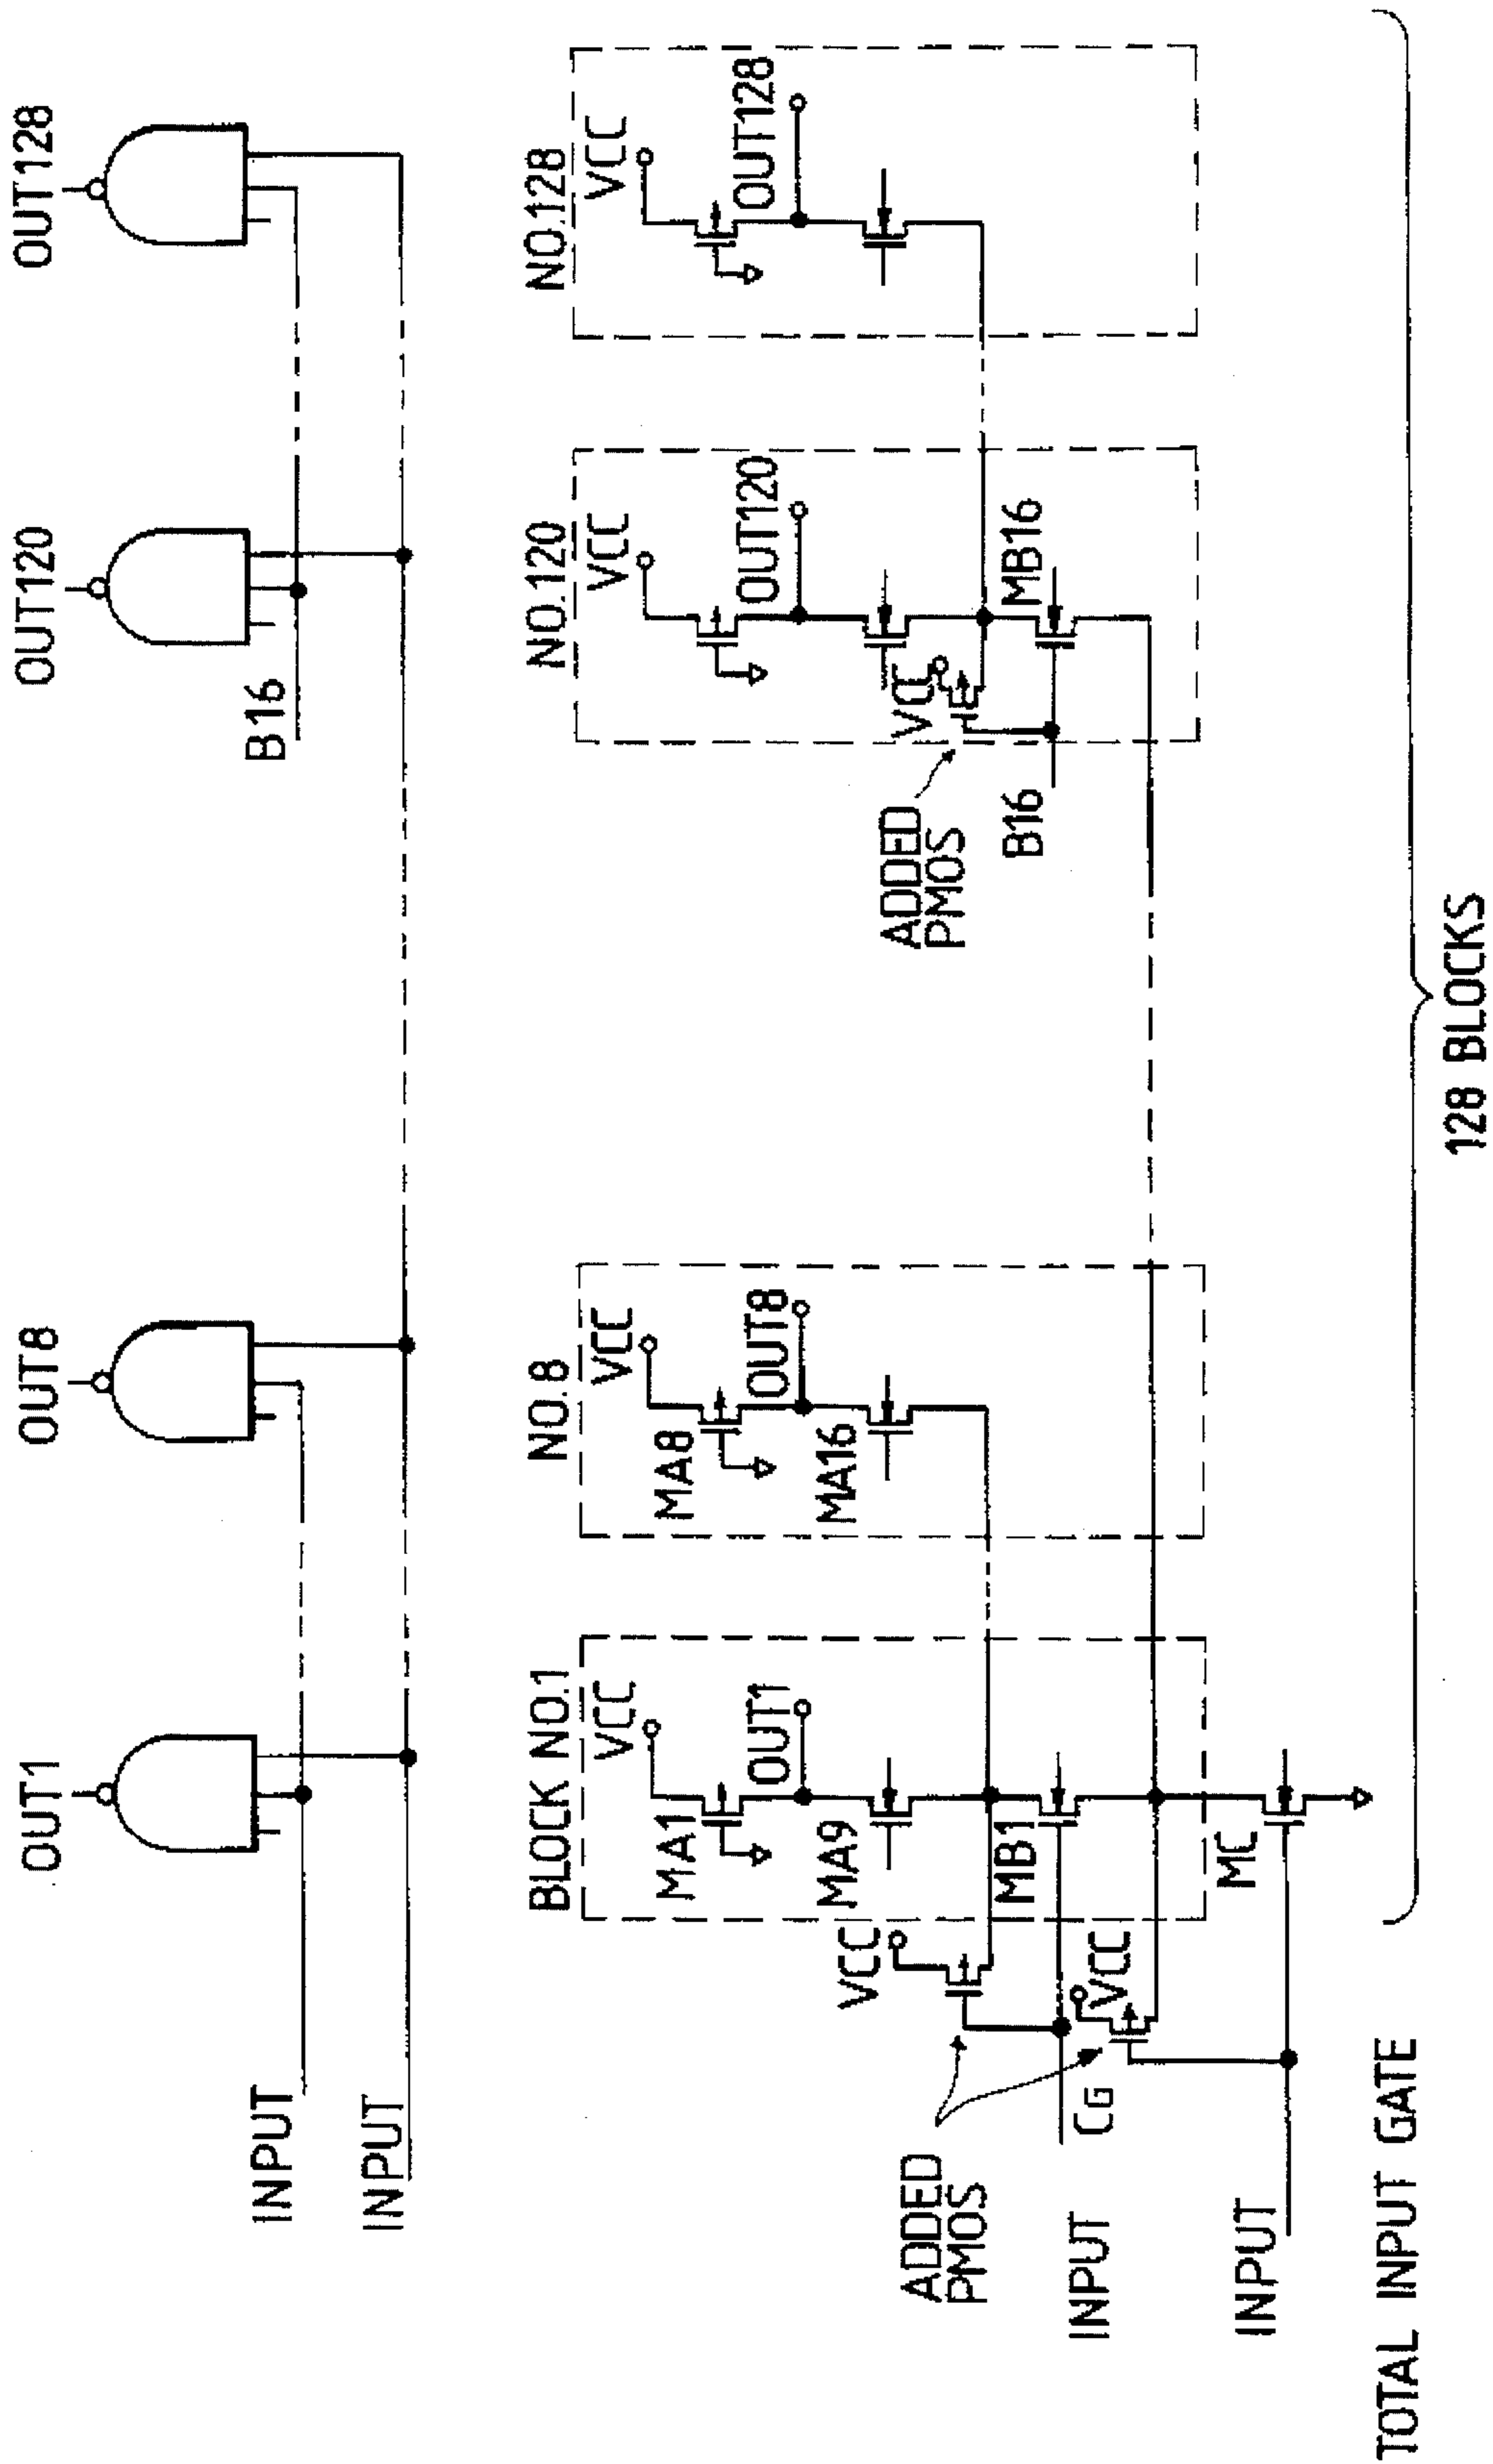 OUT1
OUT8
OUT120
OUT128
B16
INPUT
INPUT
BLOCK NO.1
NO.8
NO.120
NO.128
VCC
VCC
VCC
VCC
MA1
OUT1
MA8
OUT8
OUT120
OUT128
MA9
MA16
VCC
VCC
ADDED
PMOS
MB1
B16
MB16
ADDED
PMOS
INPUT
CG
VCC
MC
INPUT
TOTAL INPUT GATE
128 BLOCKS